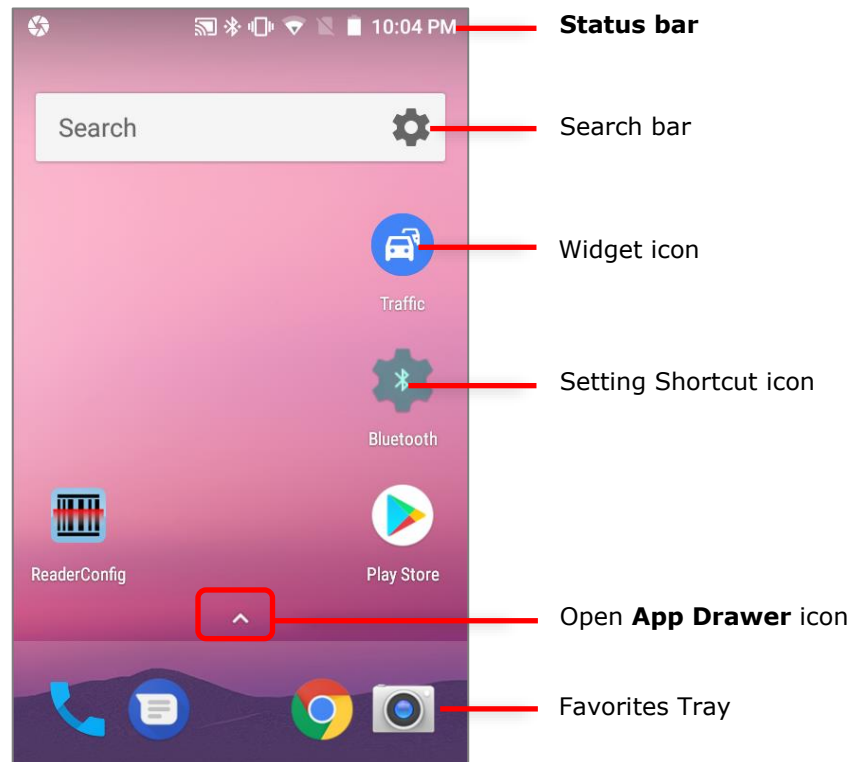 10:04 PM
Status bar
Search
Search bar
Widget icon
Traffic
Setting Shortcut icon
Bluetooth
ReaderConfig
Play Store
Open App Drawer icon
Favorites Tray